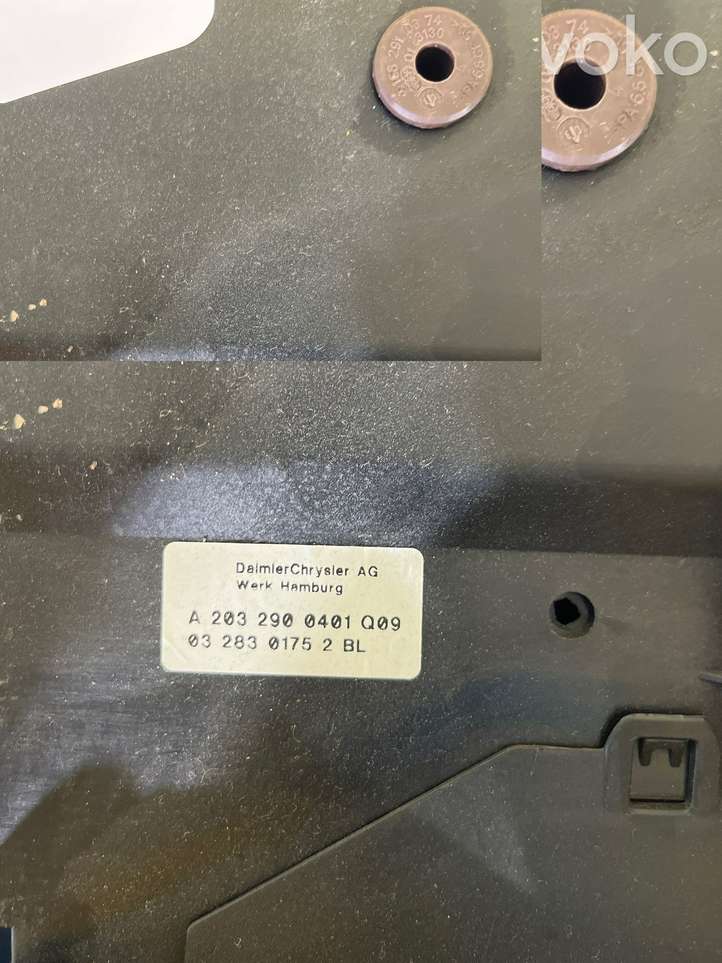 voko
DaimlerChrysler AG
Werk Hamburg
A 203 290 0401 Q09
03 283 0175 2 BL